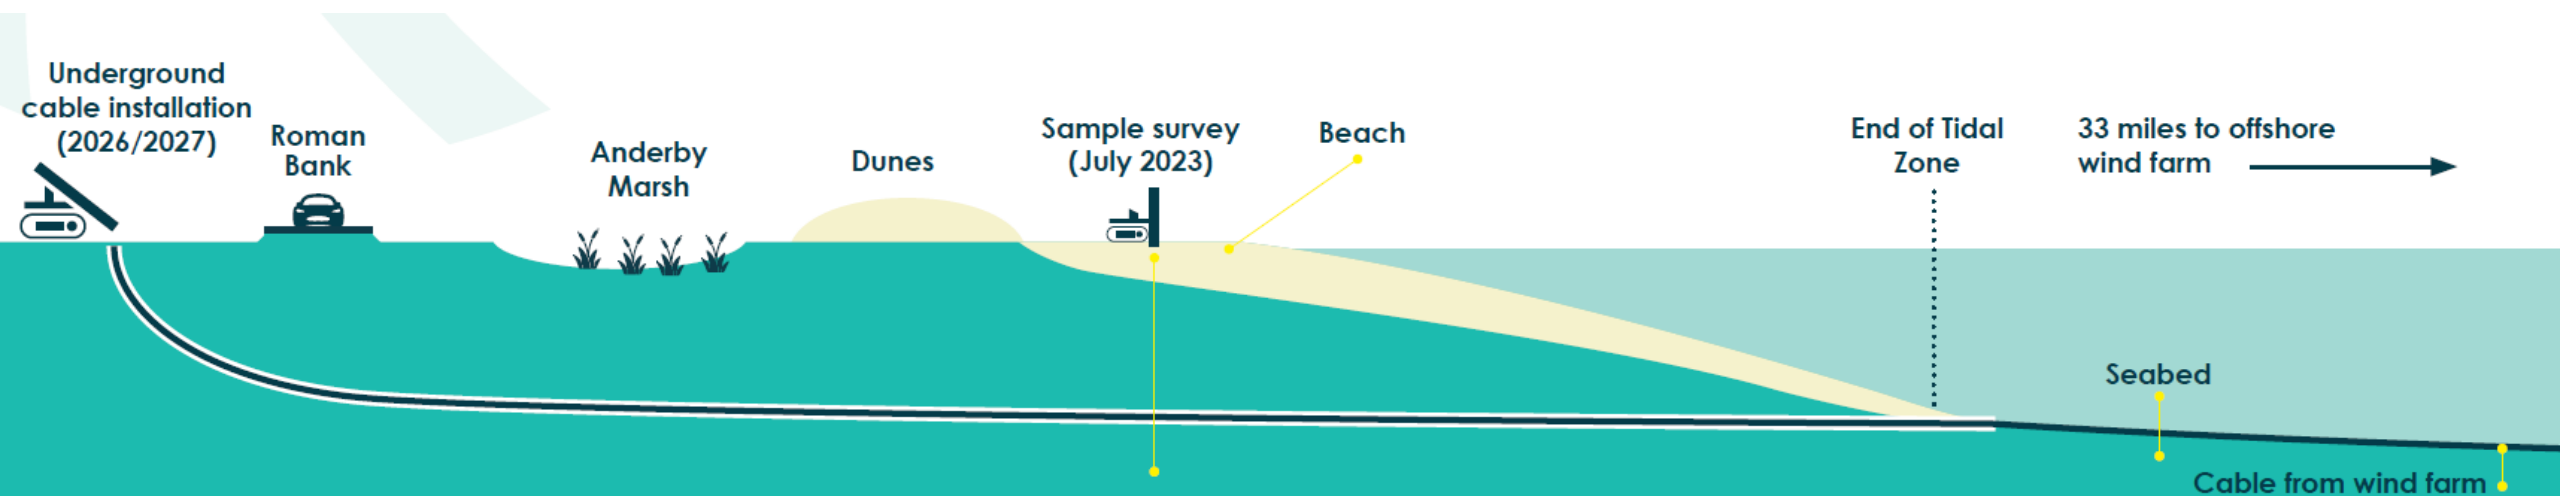 Underground
cable installation
(2026/2027)
Roman
Bank
Anderby
Marsh
Dunes
Sample survey
(July 2023)
Beach
End of Tidal
Zone
33 miles to offshore
wind farm
Seabed
Cable from wind farm